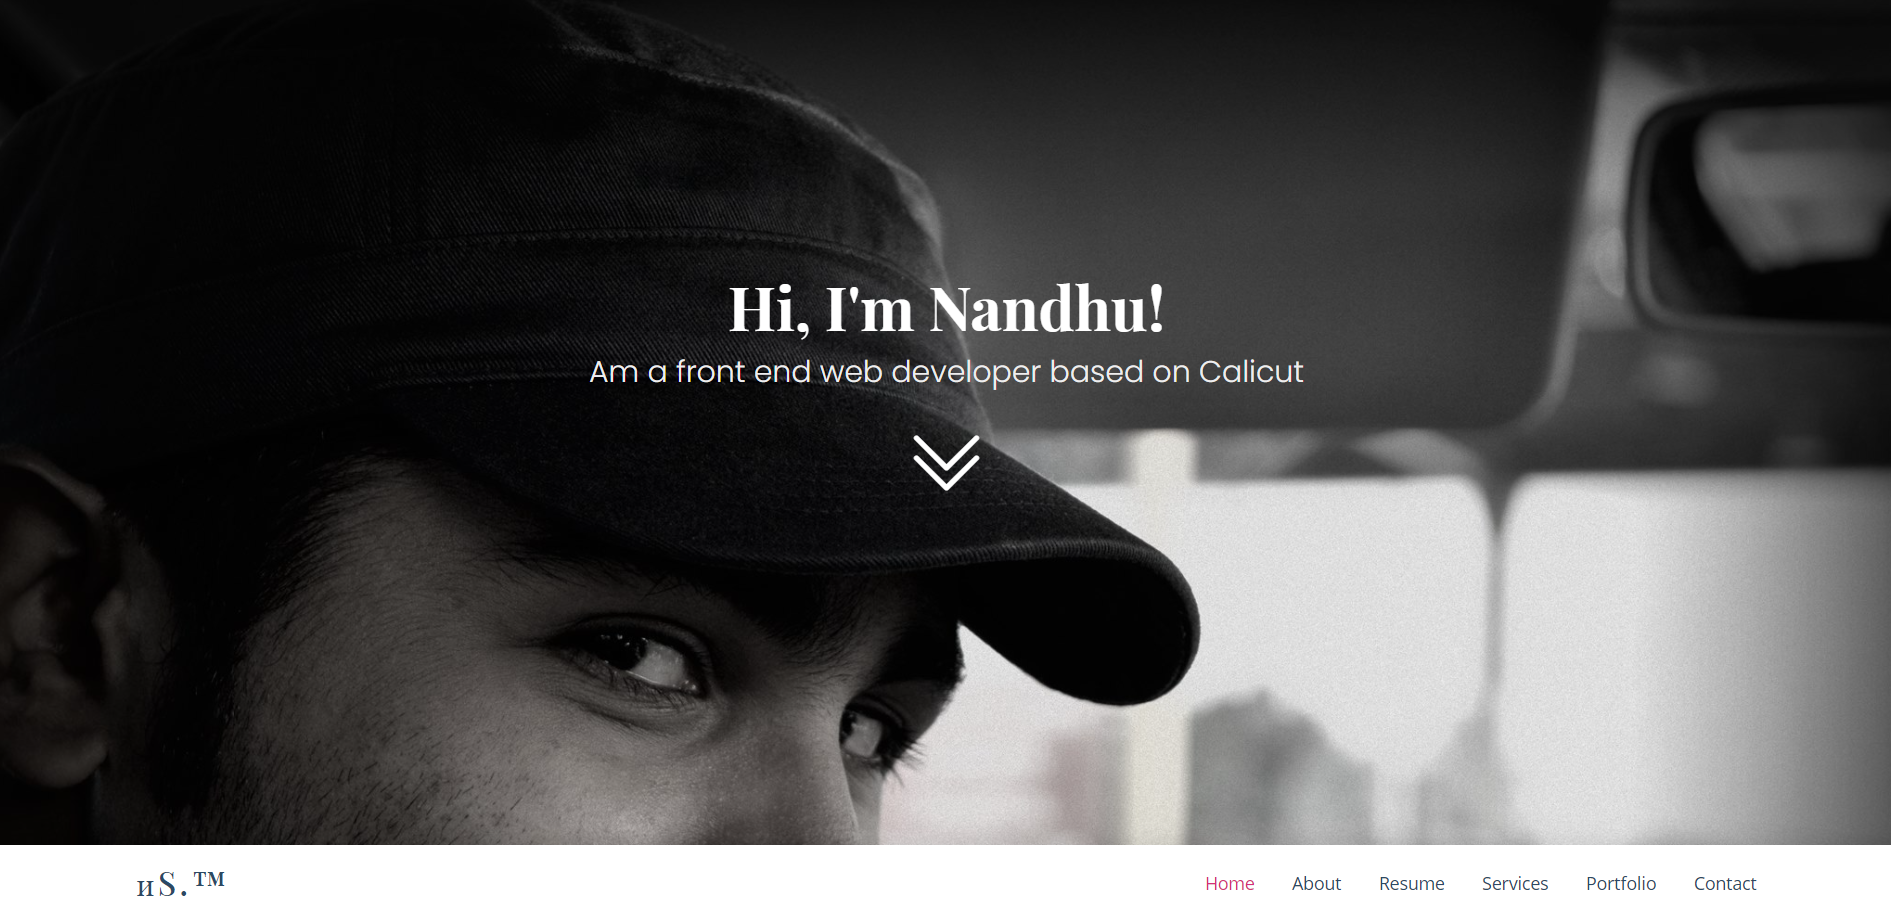 Hi, I'm Nandhu!
Am a front end web developer based on Calicut
иS.™ Home About Resume Services Portfolio Contact